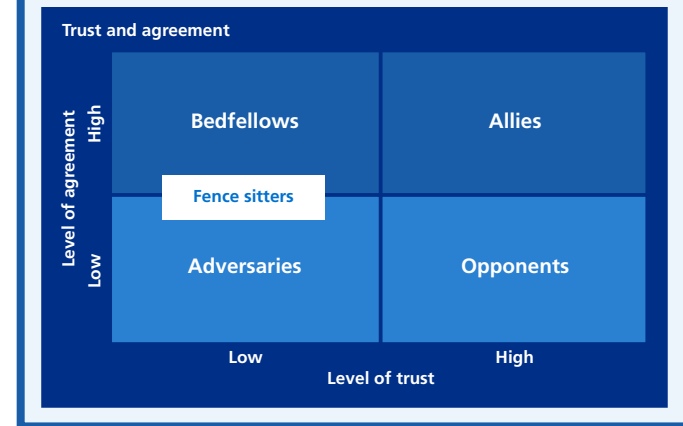 Trust and agreement
Level of agreement
High
Low
Bedfellows
Allies
Fence sitters
Adversaries
Opponents
Low
High
Level of trust